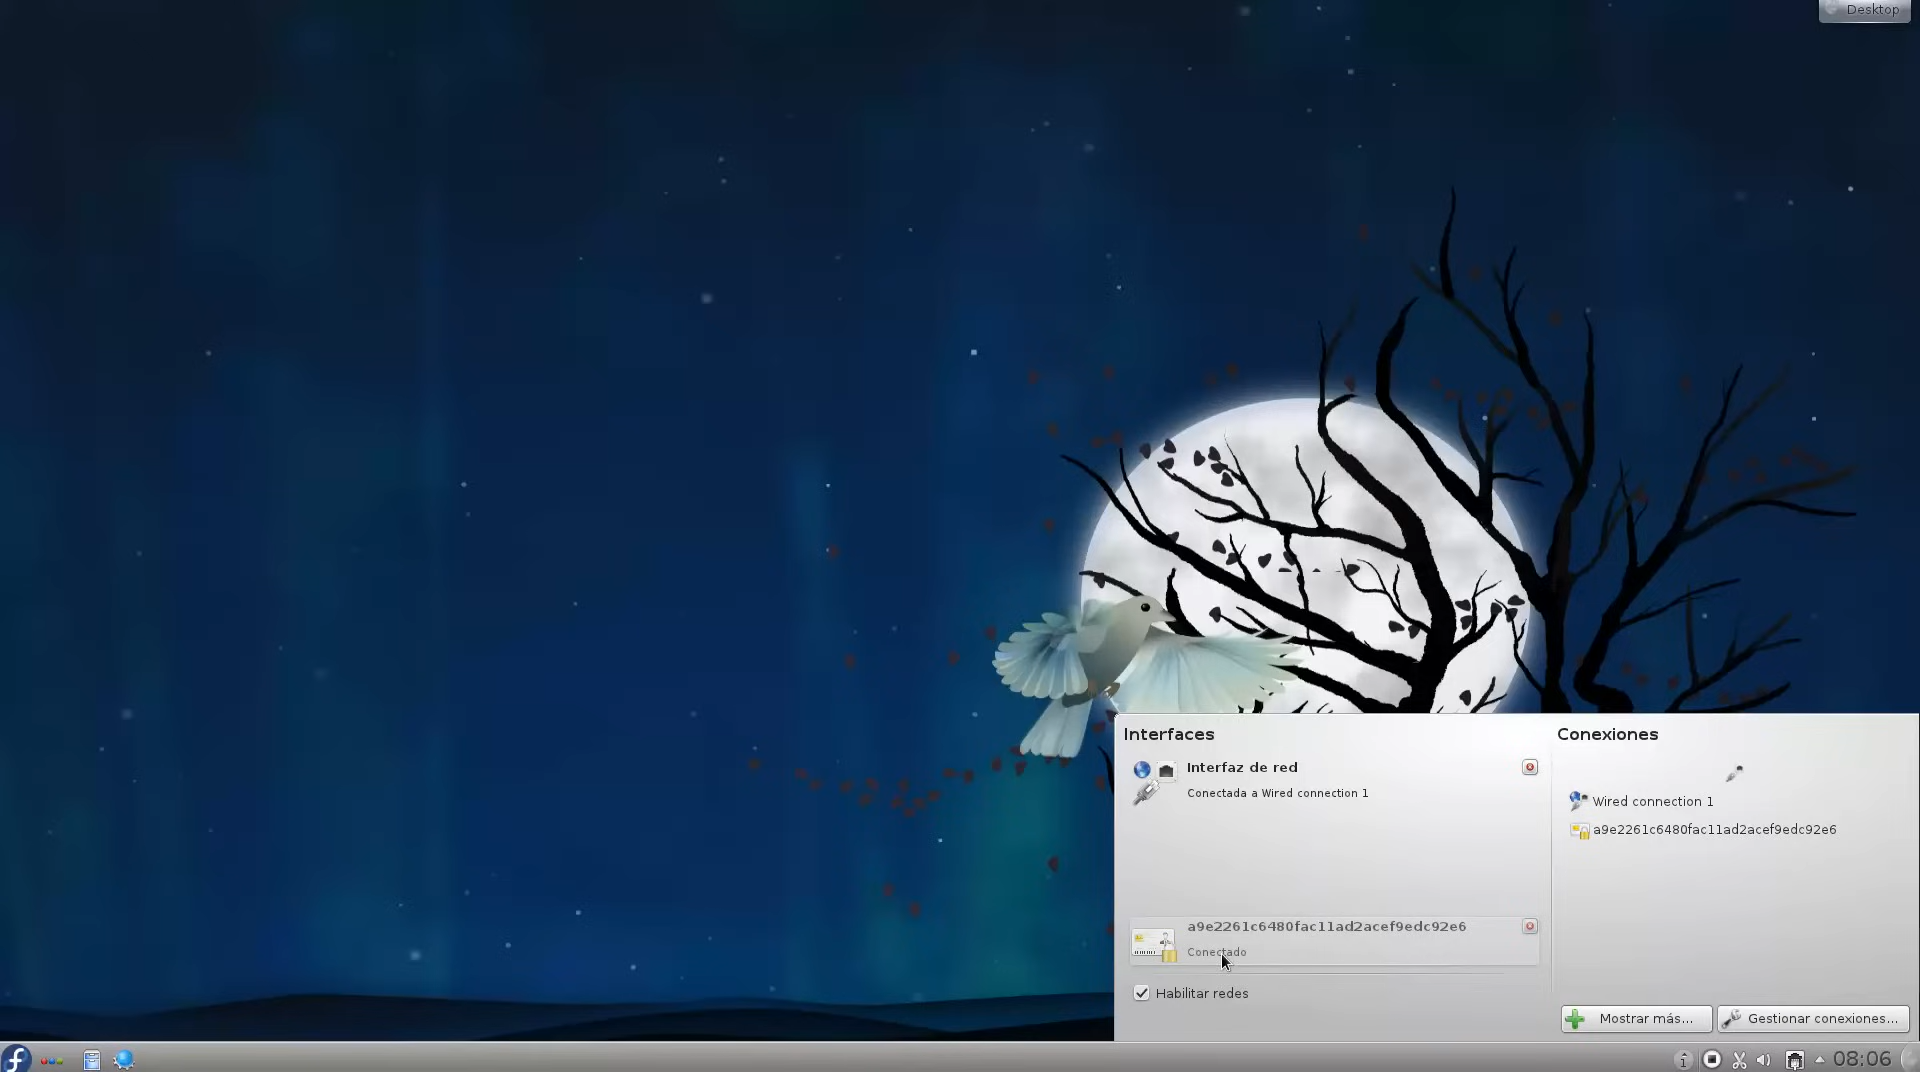 Desktop
Interfaces
Interfaz de red
Conectada a Wired connection 1
a9e2261c6480fac11ad2acef9edc92e6
Conectado
Habilitar redes
Conexiones
Wired connection 1
a9e2261c6480fac11ad2acef9edc92e6
Mostrar más...
Gestionar conexiones...
08:06